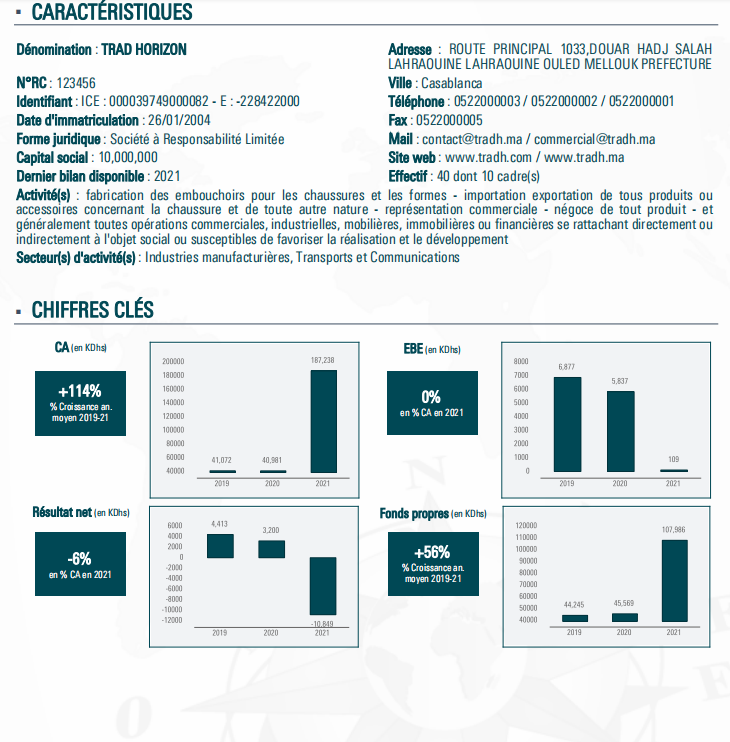 ▪ CARACTÉRISTIQUES
Dénomination : TRAD HORIZON
N°RC : 123456
Identifiant : ICE : 000039749000082 - E : -228422000
Date d'immatriculation : 26/01/2004
Forme juridique : Société à Responsabilité Limitée
Capital social : 10,000,000
Dernier bilan disponible : 2021
Adresse : ROUTE PRINCIPAL 1033,DOUAR HADJ SALAH
LAHRAOUINE LAHRAOUINE OULED MELLOUK PREFECTURE
Ville : Casablanca
Téléphone : 0522000003 / 0522000002 / 0522000001
Fax : 0522000005
Mail : contact@tradh.ma / commercial@tradh.ma
Site web : www.tradh.com / www.tradh.ma
Effectif : 40 dont 10 cadre(s)
Activité(s) : fabrication des embouchoirs pour les chaussures et les formes - importation exportation de tous produits ou
accessoires concernant la chaussure et de toute autre nature - représentation commerciale - négoce de tout produit - et
généralement toutes opérations commerciales, industrielles, mobilières, immobilières ou financières se rattachant directement ou
indirectement à l'objet social ou susceptibles de favoriser la réalisation et le développement
Secteur(s) d'activité(s) : Industries manufacturières, Transports et Communications
▪ CHIFFRES CLÉS
CA (en KDhs)
+114%
% Croissance an.
moyen 2019-21
200000
180000
160000
140000
120000
100000
80000
60000
40000
41,072
40,981
187,238
2019 2020 2021
EBE (en KDhs)
0%
en % CA en 2021
8000
7000
6000
5000
4000
3000
2000
1000
0
6,877
5,837
109
2019 2020 2021
Résultat net (en KDhs)
-6%
en % CA en 2021
6000
4000
2000
0
-2000
-4000
-6000
-8000
-10000
-12000
4,413
3,200
-10,849
2019 2020 2021
Fonds propres (en KDhs)
+56%
% Croissance an.
moyen 2019-21
120000
110000
100000
90000
80000
70000
60000
50000
40000
44,245
45,569
107,986
2019 2020 2021
N
E
O
E